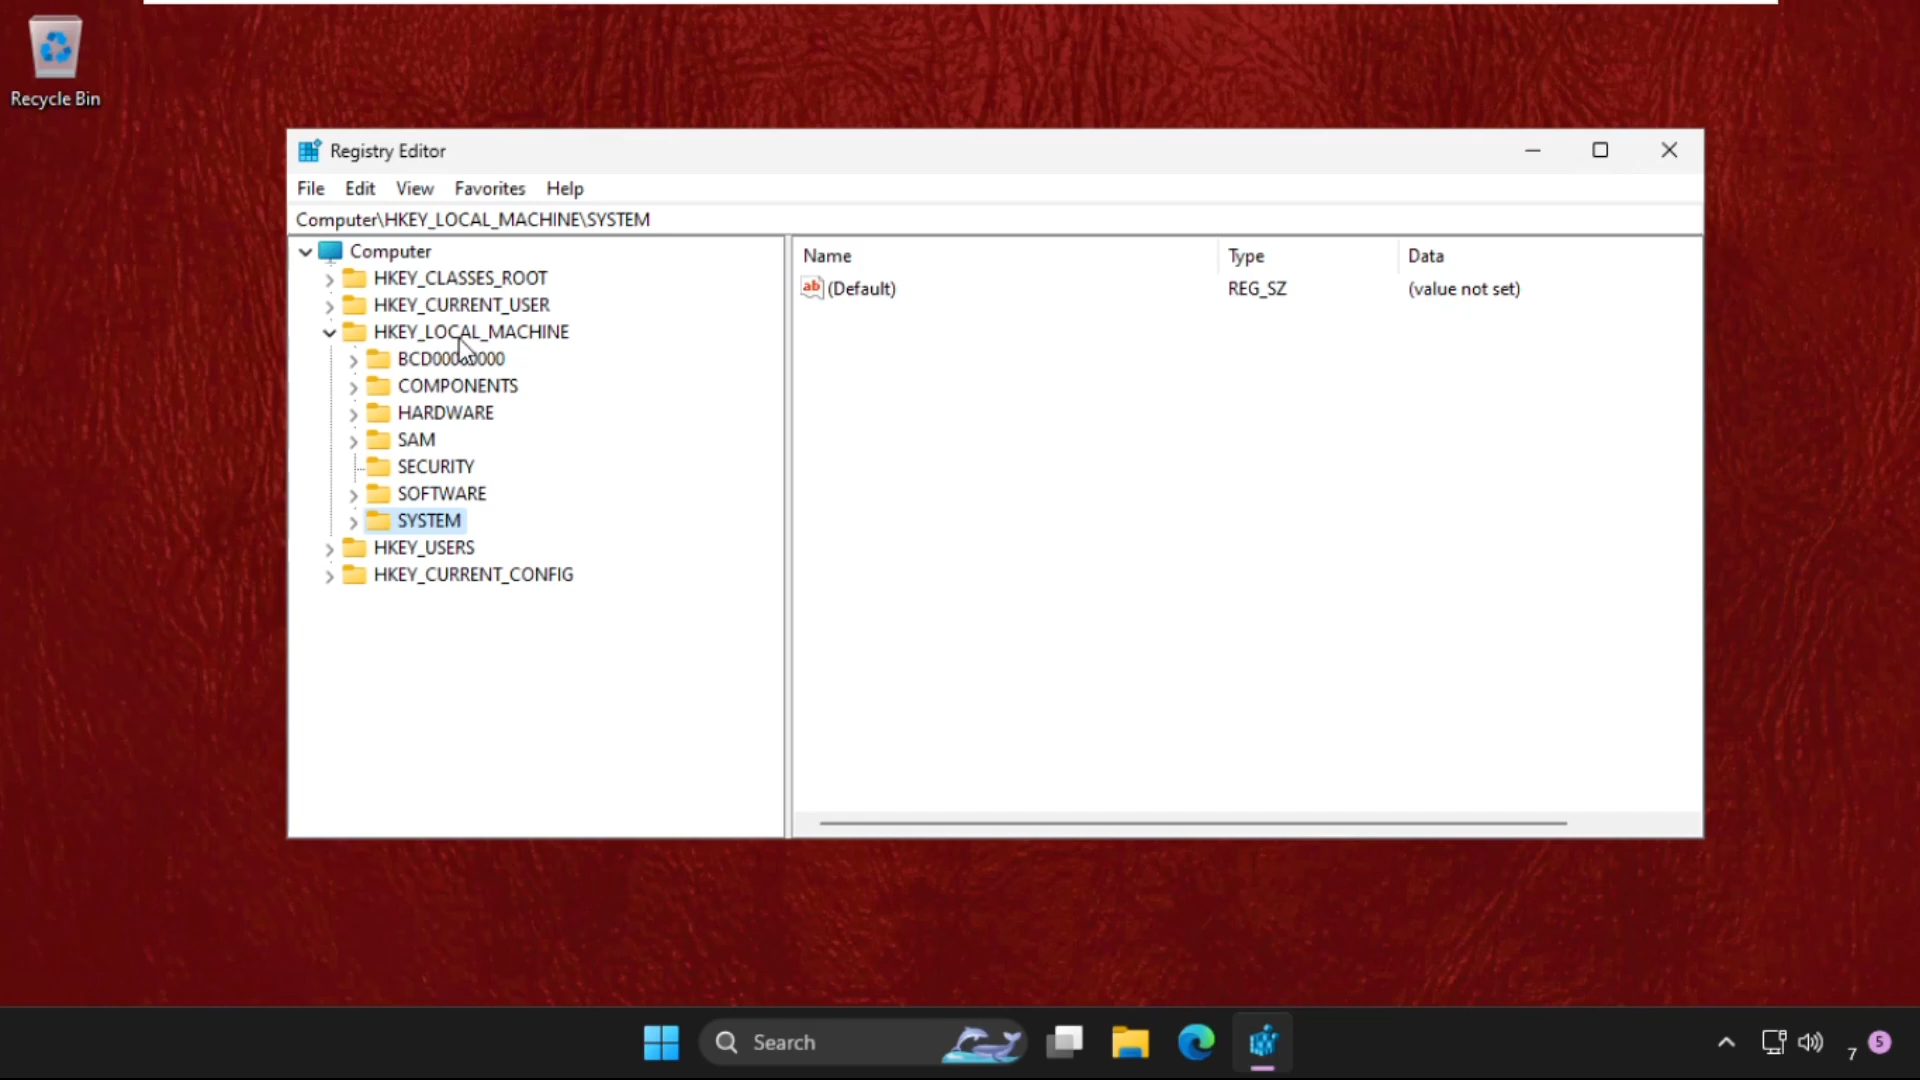 Recycle Bin
Registry Editor
File Edit View Favorites Help
Computer\HKEY_LOCAL_MACHINE\SYSTEM
Computer
HKEY_CLASSES_ROOT
HKEY_CURRENT_USER
HKEY_LOCAL_MACHINE
BCD00000000
COMPONENTS
HARDWARE
SAM
SECURITY
SOFTWARE
SYSTEM
HKEY_USERS
HKEY_CURRENT_CONFIG
Name Type Data
ab (Default) REG_SZ (value not set)
Search
7 5